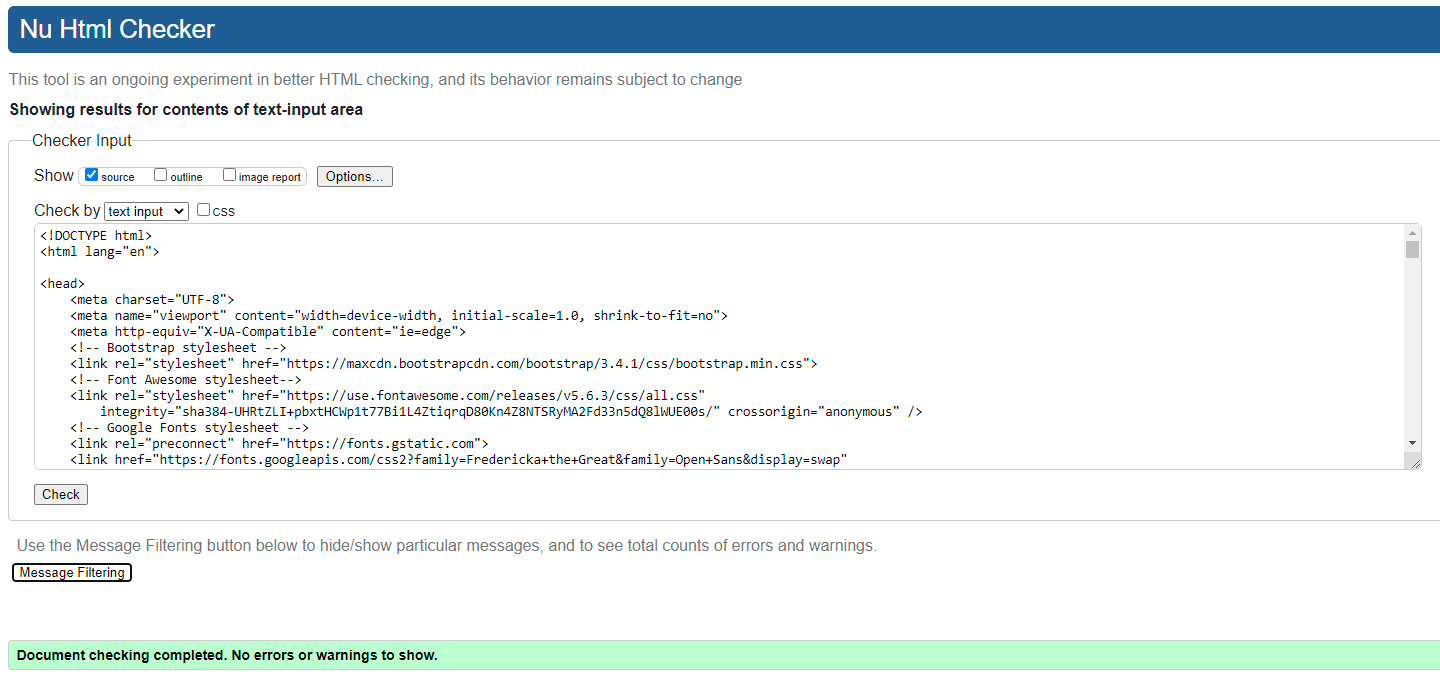 Nu Html Checker
This tool is an ongoing experiment in better HTML checking, and its behavior remains subject to change
Showing results for contents of text-input area
Checker Input
Show source outline image report Options...
Check by text input css
<!DOCTYPE html>
<html lang="en">
<head>
<meta charset="UTF-8">
<meta name="viewport" content="width=device-width, initial-scale=1.0, shrink-to-fit=no">
<meta http-equiv="X-UA-Compatible" content="ie=edge">
<!-- Bootstrap stylesheet -->
<link rel="stylesheet" href="https://maxcdn.bootstrapcdn.com/bootstrap/3.4.1/css/bootstrap.min.css">
<!-- Font Awesome stylesheet-->
<link rel="stylesheet" href="https://use.fontawesome.com/releases/v5.6.3/css/all.css"
integrity="sha384-UHRtZLI+pbxtHCWp1t77Bi1L4ZtiqrqD80Kn4Z8NTSRyMA2Fd33n5dQ8lWUE00s/" crossorigin="anonymous" />
<!-- Google Fonts stylesheet -->
<link rel="preconnect" href="https://fonts.gstatic.com">
<link href="https://fonts.googleapis.com/css2?family=Fredericka+the+Great&family=Open+Sans&display=swap"
Check
Use the Message Filtering button below to hide/show particular messages, and to see total counts of errors and warnings.
Message Filtering
Document checking completed. No errors or warnings to show.